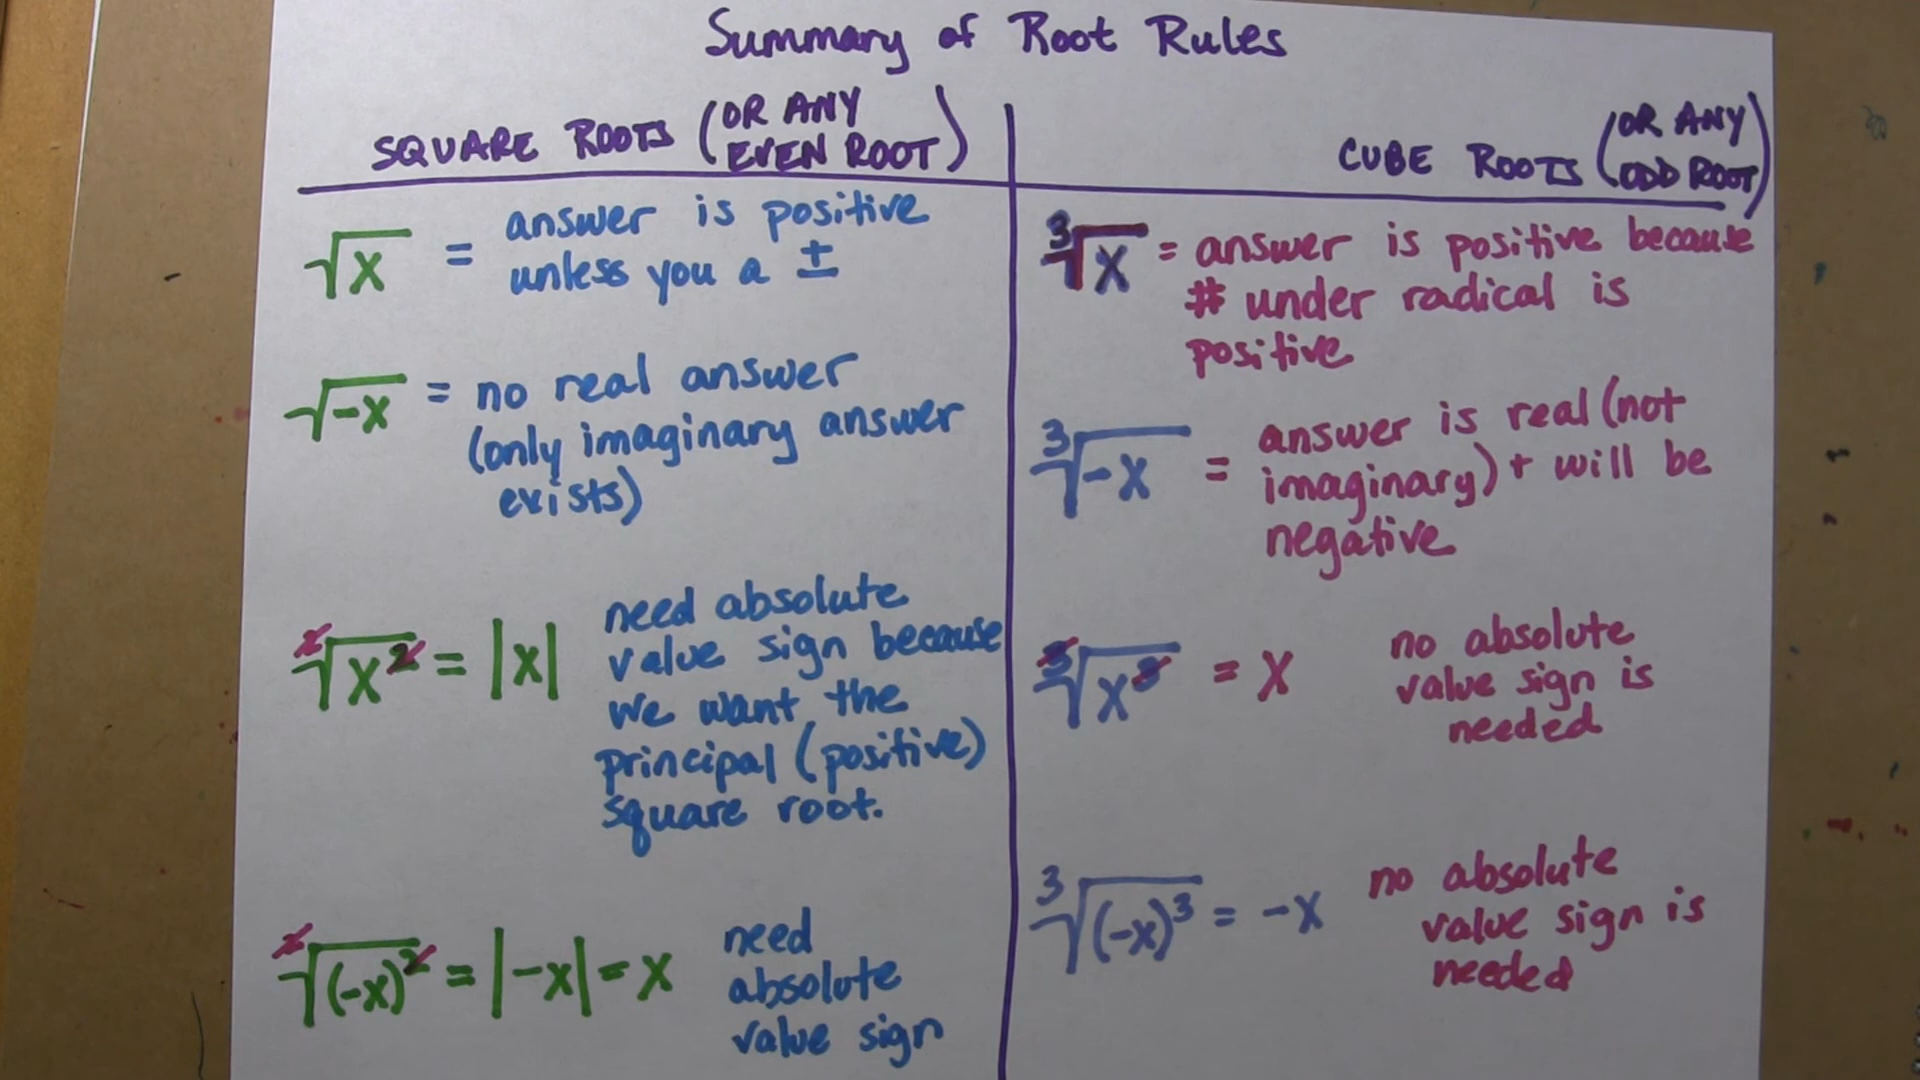 Summary of Root Rules
SQUARE ROOTS (OR ANY
EVEN ROOT)
√x = answer is positive
unless you a ±
√-x = no real answer
(only imaginary answer
exists)
²√x² = |x| need absolute
value sign because
we want the
principal (positive)
square root.
²√(-x)² = |-x| = x need
absolute
value sign
CUBE ROOTS (OR ANY
ODD ROOT)
³√x = answer is positive because
# under radical is
positive
³√-x = answer is real (not
imaginary) + will be
negative
³√x³ = x no absolute
value sign is
needed
³√(-x)³ = -x no absolute
value sign is
needed